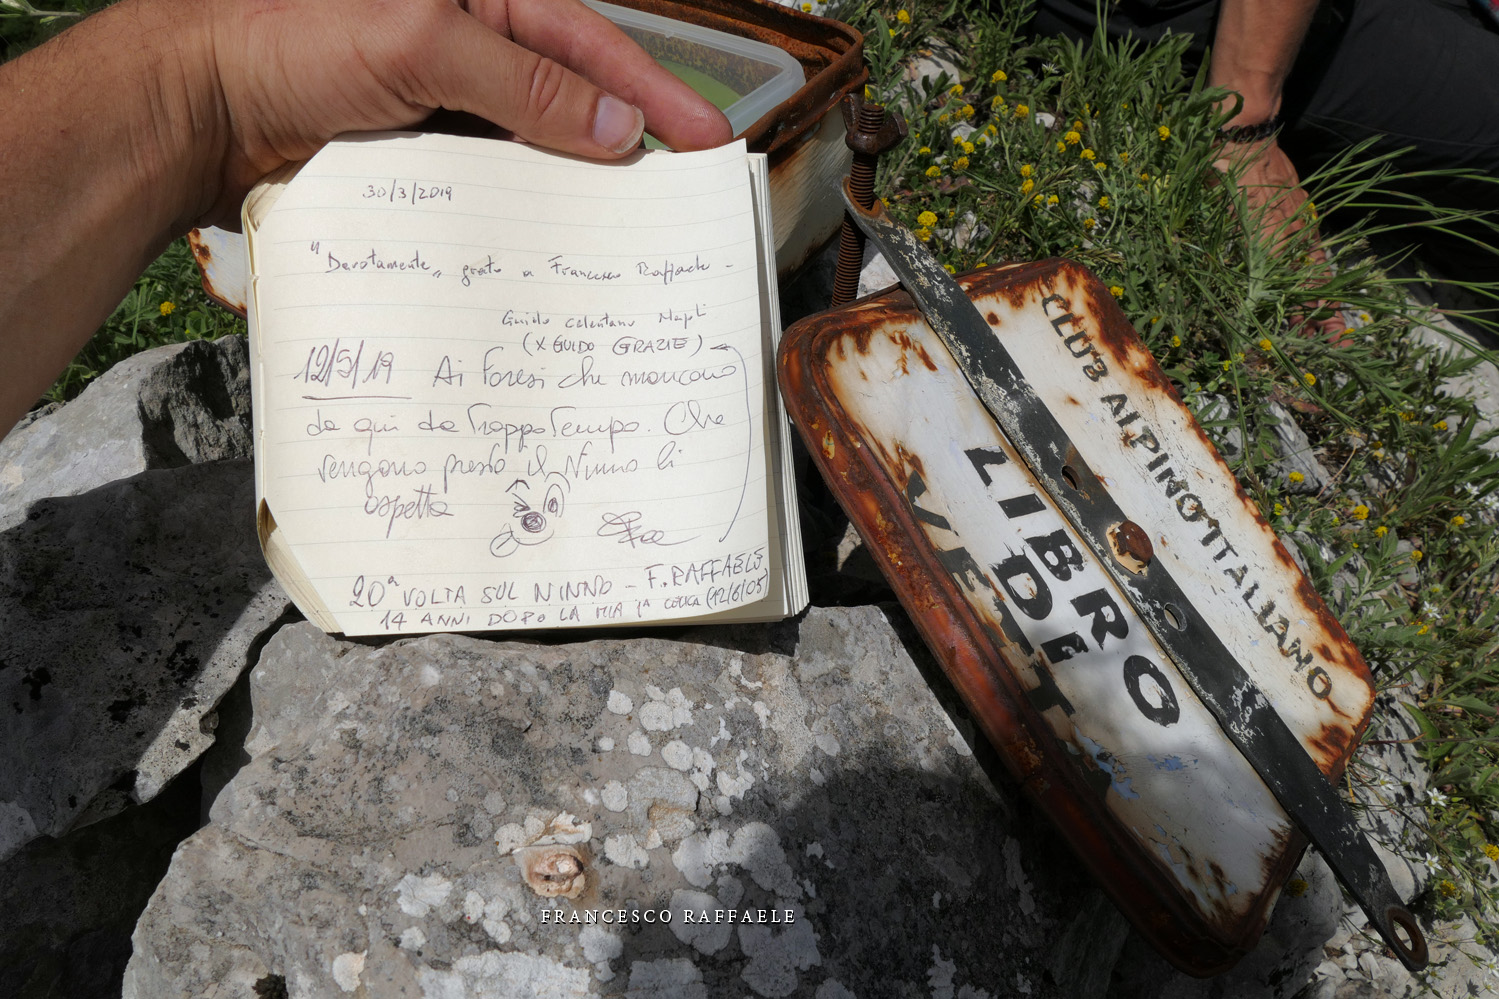 30/3/2019
"Devotamente" grato a Francesco Raffaele -
Guido Celentano Napoli
(X GUIDO GRAZIE)
12/5/19 Ai Foresi che mancano
da qui da Troppo Tempo. Che
vengano presto il Ninno li
aspetta
20ª VOLTA SUL NINNO - F. RAFFAELE
14 ANNI DOPO LA MIA 1ª (12/6/05)
CLUB ALPINO ITALIANO
LIBRO
DI
VETT
FRANCESCO RAFFAELE